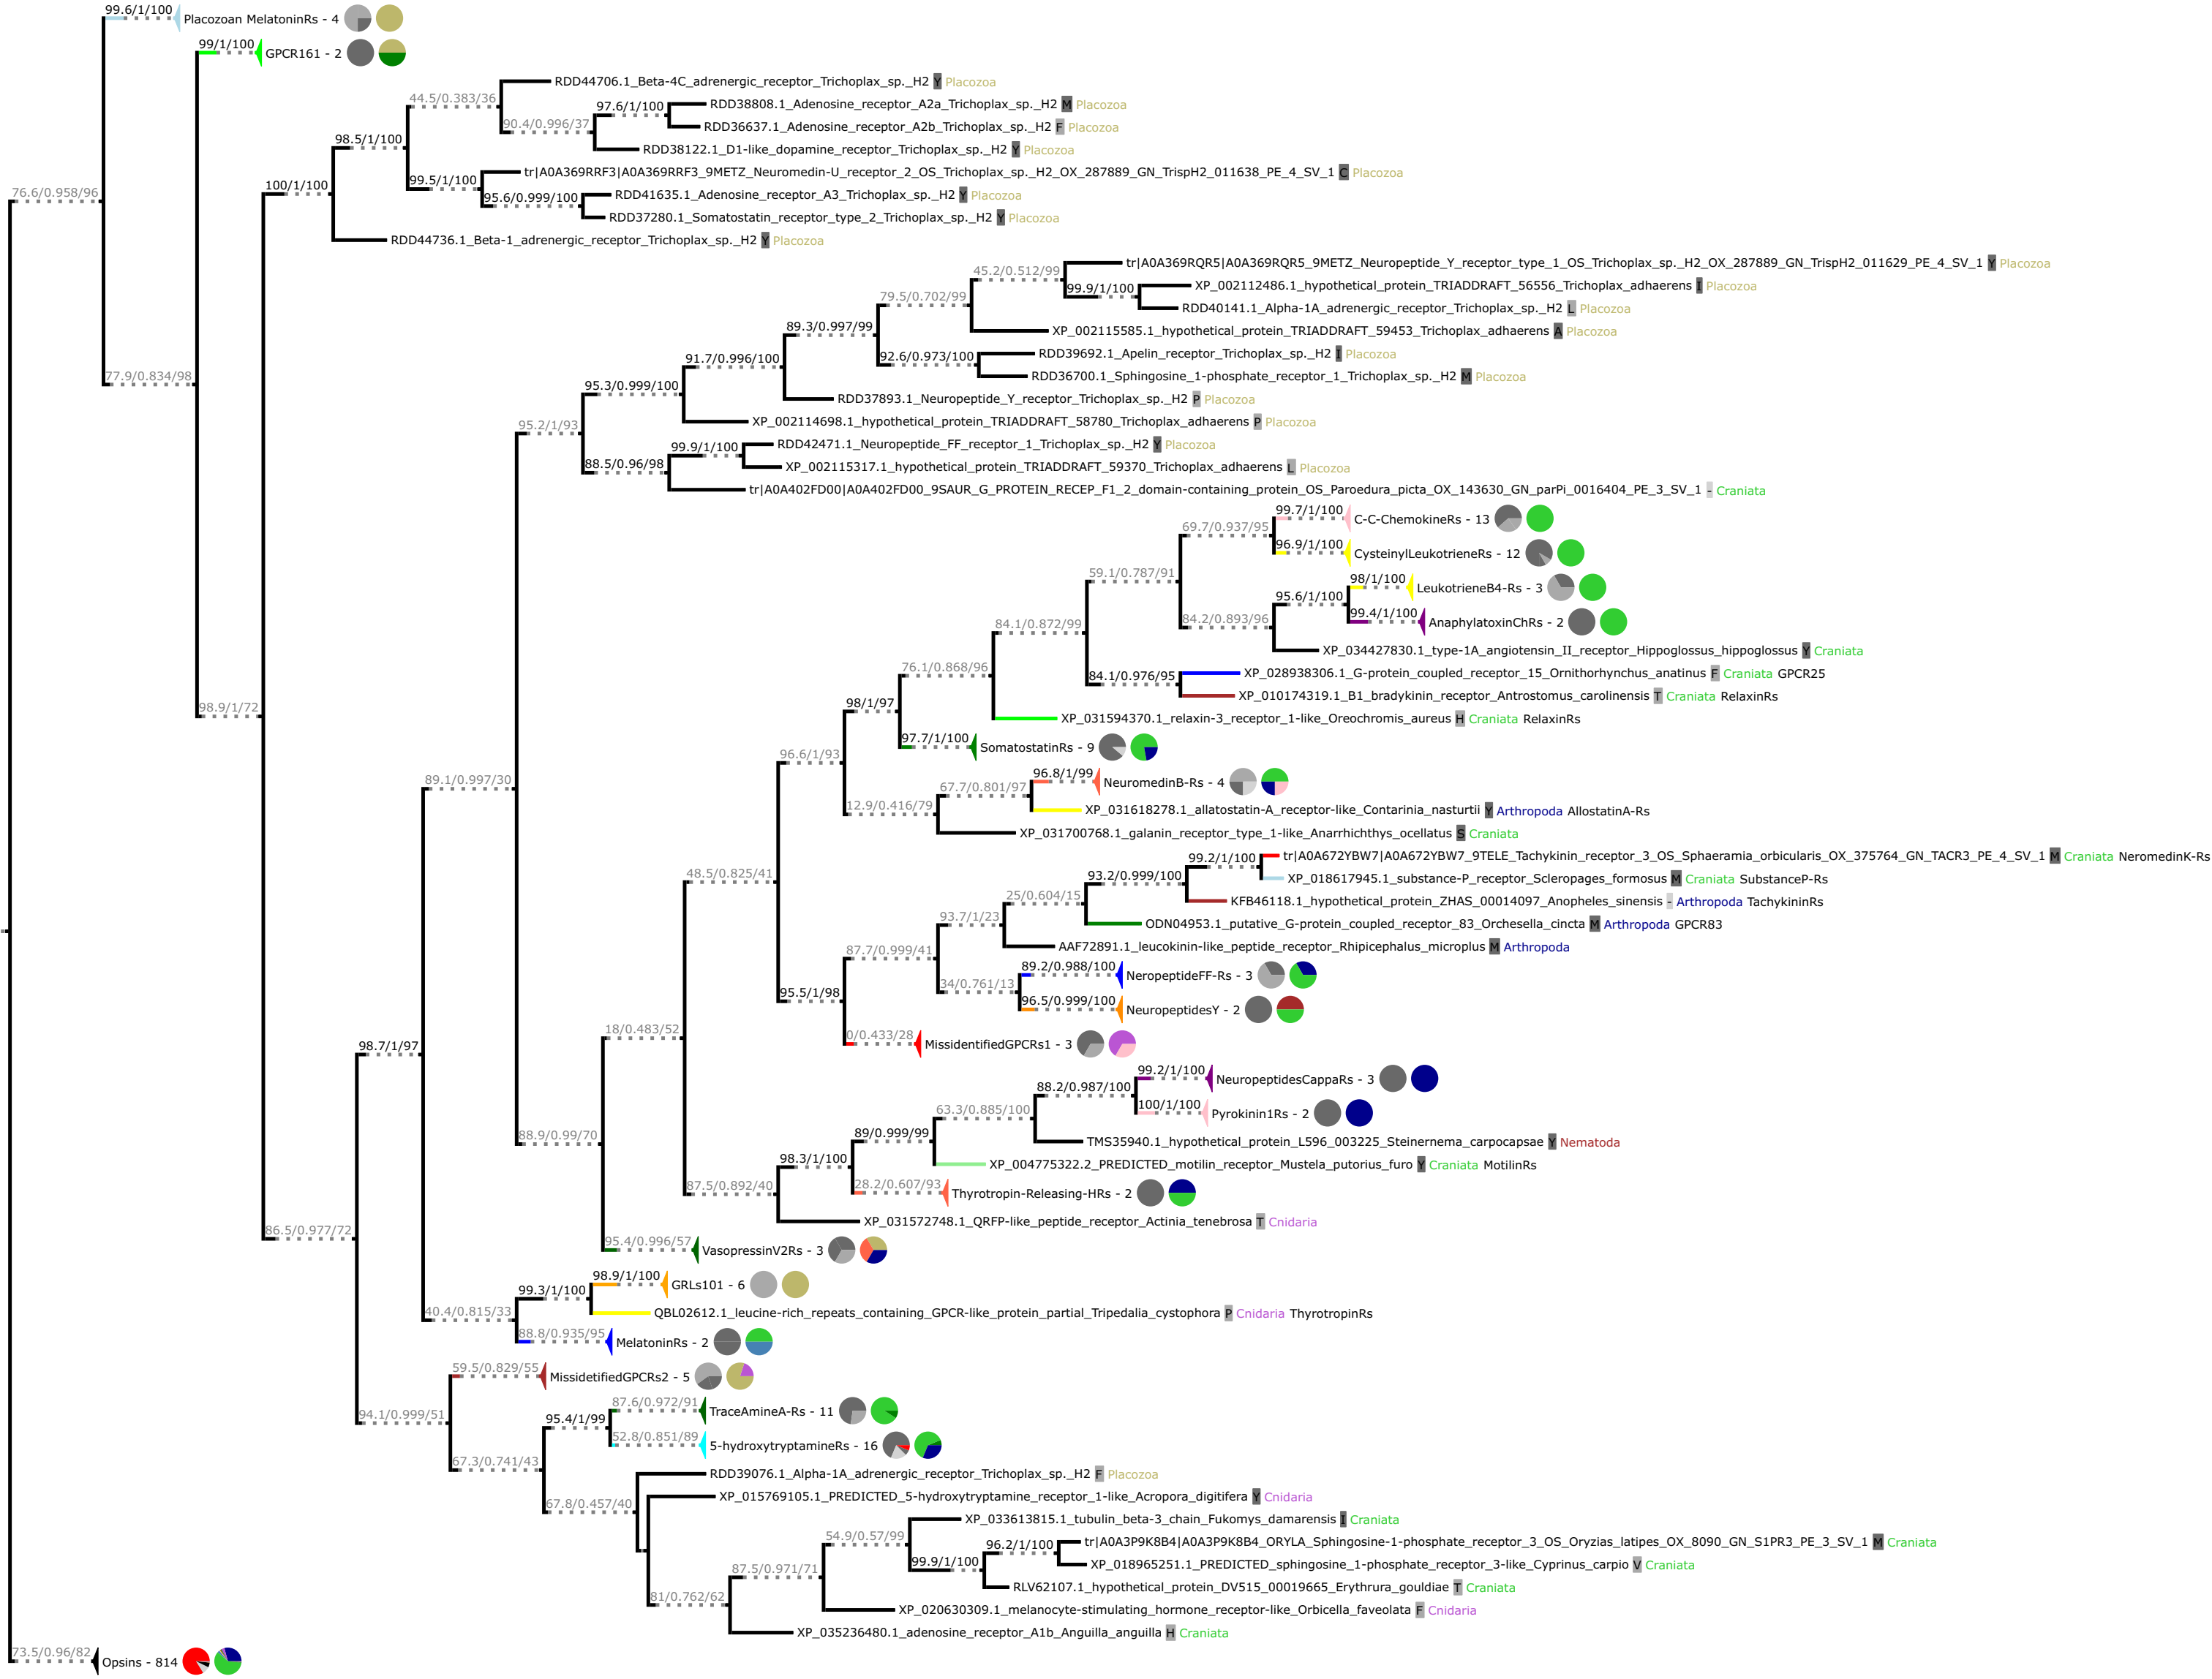 99.6/1/100 Placozoan MelatoninRs - 4
99/1/100 GPCR161 - 2
RDD44706.1_Beta-4C_adrenergic_receptor_Trichoplax_sp._H2 Y Placozoa
44.5/0.383/36
97.6/1/100 RDD38808.1_Adenosine_receptor_A2a_Trichoplax_sp._H2 M Placozoa
90.4/0.996/37 RDD36637.1_Adenosine_receptor_A2b_Trichoplax_sp._H2 F Placozoa
98.5/1/100
RDD38122.1_D1-like_dopamine_receptor_Trichoplax_sp._H2 Y Placozoa
tr|A0A369RRF3|A0A369RRF3_9METZ_Neuromedin-U_receptor_2_OS_Trichoplax_sp._H2_OX_287889_GN_TrispH2_011638_PE_4_SV_1 C Placozoa
100/1/100 99.5/1/100
76.6/0.958/96 95.6/0.999/100 RDD41635.1_Adenosine_receptor_A3_Trichoplax_sp._H2 Y Placozoa
RDD37280.1_Somatostatin_receptor_type_2_Trichoplax_sp._H2 Y Placozoa
RDD44736.1_Beta-1_adrenergic_receptor_Trichoplax_sp._H2 Y Placozoa
tr|A0A369RQR5|A0A369RQR5_9METZ_Neuropeptide_Y_receptor_type_1_OS_Trichoplax_sp._H2_OX_287889_GN_TrispH2_011629_PE_4_SV_1 Y Placozoa
45.2/0.512/99
99.9/1/100 XP_002112486.1_hypothetical_protein_TRIADDRAFT_56556_Trichoplax_adhaerens I Placozoa
79.5/0.702/99 RDD40141.1_Alpha-1A_adrenergic_receptor_Trichoplax_sp._H2 L Placozoa
89.3/0.997/99 XP_002115585.1_hypothetical_protein_TRIADDRAFT_59453_Trichoplax_adhaerens A Placozoa
91.7/0.996/100 92.6/0.973/100 RDD39692.1_Apelin_receptor_Trichoplax_sp._H2 I Placozoa
77.9/0.834/98 RDD36700.1_Sphingosine_1-phosphate_receptor_1_Trichoplax_sp._H2 M Placozoa
95.3/0.999/100 RDD37893.1_Neuropeptide_Y_receptor_Trichoplax_sp._H2 P Placozoa
95.2/1/93 XP_002114698.1_hypothetical_protein_TRIADDRAFT_58780_Trichoplax_adhaerens P Placozoa
99.9/1/100 RDD42471.1_Neuropeptide_FF_receptor_1_Trichoplax_sp._H2 Y Placozoa
88.5/0.96/98 XP_002115317.1_hypothetical_protein_TRIADDRAFT_59370_Trichoplax_adhaerens L Placozoa
tr|A0A402FD00|A0A402FD00_9SAUR_G_PROTEIN_RECEP_F1_2_domain-containing_protein_OS_Paroedura_picta_OX_143630_GN_parPi_0016404_PE_3_SV_1 - Craniata
99.7/1/100 C-C-ChemokineRs - 13
69.7/0.937/95
96.9/1/100 CysteinylLeukotrieneRs - 12
59.1/0.787/91 98/1/100 LeukotrieneB4-Rs - 3
95.6/1/100
84.2/0.893/96 99.4/1/100 AnaphylatoxinChRs - 2
84.1/0.872/99
XP_034427830.1_type-1A_angiotensin_II_receptor_Hippoglossus_hippoglossus Y Craniata
76.1/0.868/96 XP_028938306.1_G-protein_coupled_receptor_15_Ornithorhynchus_anatinus F Craniata GPCR25
84.1/0.976/95
98/1/97 XP_010174319.1_B1_bradykinin_receptor_Antrostomus_carolinensis T Craniata RelaxinRs
98.9/1/72 XP_031594370.1_relaxin-3_receptor_1-like_Oreochromis_aureus H Craniata RelaxinRs
96.6/1/93 97.7/1/100 SomatostatinRs - 9
89.1/0.997/30 96.8/1/99 NeuromedinB-Rs - 4
67.7/0.801/97
12.9/0.416/79 XP_031618278.1_allatostatin-A_receptor-like_Contarinia_nasturtii Y Arthropoda AllostatinA-Rs
XP_031700768.1_galanin_receptor_type_1-like_Anarrhichthys_ocellatus S Craniata
99.2/1/100 tr|A0A672YBW7|A0A672YBW7_9TELE_Tachykinin_receptor_3_OS_Sphaeramia_orbicularis_OX_375764_GN_TACR3_PE_4_SV_1 M Craniata NeromedinK-Rs
48.5/0.825/41 93.2/0.999/100 XP_018617945.1_substance-P_receptor_Scleropages_formosus M Craniata SubstanceP-Rs
25/0.604/15 KFB46118.1_hypothetical_protein_ZHAS_00014097_Anopheles_sinensis - Arthropoda TachykininRs
93.7/1/23 ODN04953.1_putative_G-protein_coupled_receptor_83_Orchesella_cincta M Arthropoda GPCR83
87.7/0.999/41 AAF72891.1_leucokinin-like_peptide_receptor_Rhipicephalus_microplus M Arthropoda
34/0.761/13 89.2/0.988/100 NeropeptideFF-Rs - 3
95.5/1/98 96.5/0.999/100 NeuropeptidesY - 2
18/0.483/52 0/0.433/28 MissidentifiedGPCRs1 - 3
98.7/1/97
99.2/1/100 NeuropeptidesCappaRs - 3
88.2/0.987/100
63.3/0.885/100 100/1/100 Pyrokinin1Rs - 2
88.9/0.99/70 89/0.999/99 TMS35940.1_hypothetical_protein_L596_003225_Steinernema_carpocapsae Y Nematoda
98.3/1/100 XP_004775322.2_PREDICTED_motilin_receptor_Mustela_putorius_furo Y Craniata MotilinRs
87.5/0.892/40 28.2/0.607/93 Thyrotropin-Releasing-HRs - 2
XP_031572748.1_QRFP-like_peptide_receptor_Actinia_tenebrosa T Cnidaria
86.5/0.977/72 95.4/0.996/57 VasopressinV2Rs - 3
98.9/1/100 GRLs101 - 6
99.3/1/100
40.4/0.815/33 QBL02612.1_leucine-rich_repeats_containing_GPCR-like_protein_partial_Tripedalia_cystophora P Cnidaria ThyrotropinRs
88.8/0.935/95 MelatoninRs - 2
59.5/0.829/55 MissidetifiedGPCRs2 - 5
94.1/0.999/51 87.6/0.972/91 TraceAmineA-Rs - 11
95.4/1/99
52.8/0.851/89 5-hydroxytryptamineRs - 16
67.3/0.741/43
RDD39076.1_Alpha-1A_adrenergic_receptor_Trichoplax_sp._H2 F Placozoa
67.8/0.457/40 XP_015769105.1_PREDICTED_5-hydroxytryptamine_receptor_1-like_Acropora_digitifera Y Cnidaria
XP_033613815.1_tubulin_beta-3_chain_Fukomys_damarensis I Craniata
54.9/0.57/99
96.2/1/100 tr|A0A3P9K8B4|A0A3P9K8B4_ORYLA_Sphingosine-1-phosphate_receptor_3_OS_Oryzias_latipes_OX_8090_GN_S1PR3_PE_3_SV_1 M Craniata
99.9/1/100 XP_018965251.1_PREDICTED_sphingosine_1-phosphate_receptor_3-like_Cyprinus_carpio V Craniata
87.5/0.971/71 RLV62107.1_hypothetical_protein_DV515_00019665_Erythrura_gouldiae T Craniata
81/0.762/62 XP_020630309.1_melanocyte-stimulating_hormone_receptor-like_Orbicella_faveolata F Cnidaria
XP_035236480.1_adenosine_receptor_A1b_Anguilla_anguilla H Craniata
73.5/0.96/82 Opsins - 814